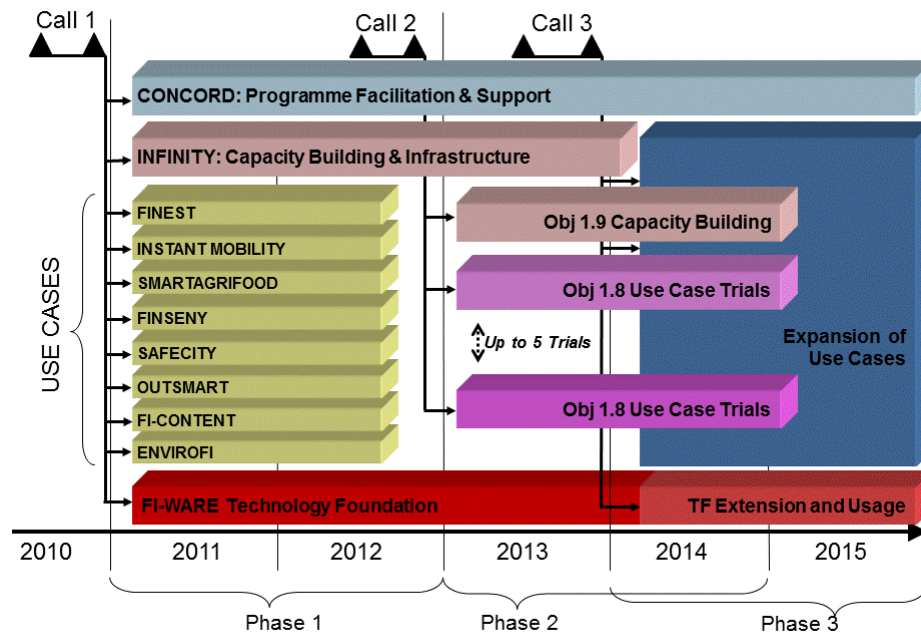 Call 1
Call 2
Call 3
CONCORD: Programme Facilitation & Support
INFINITY: Capacity Building & Infrastructure
USE CASES
FINEST
INSTANT MOBILITY
SMARTAGRIFOOD
FINSENY
SAFECITY
OUTSMART
FI-CONTENT
ENVIROFI
Obj 1.9 Capacity Building
Obj 1.8 Use Case Trials
Up to 5 Trials
Obj 1.8 Use Case Trials
Expansion of
Use Cases
FI-WARE Technology Foundation
TF Extension and Usage
2010
2011
2012
2013
2014
2015
Phase 1
Phase 2
Phase 3